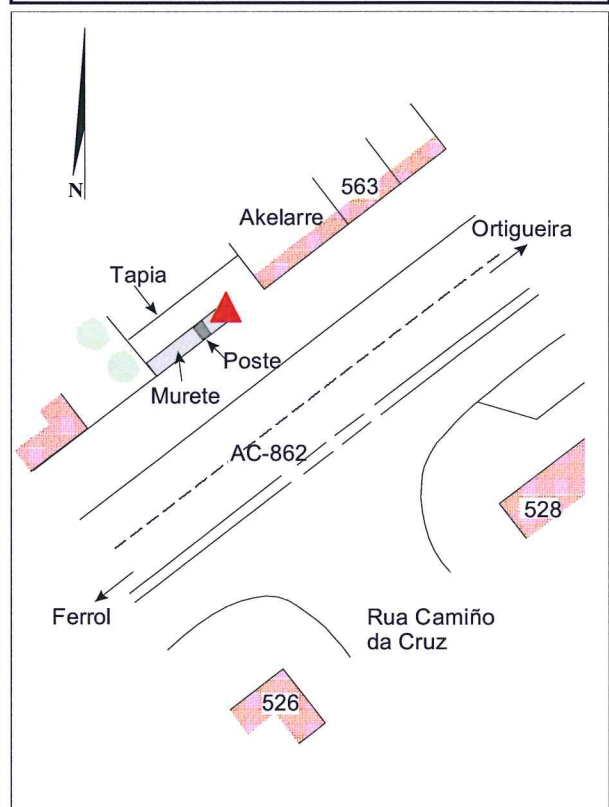 N
563
Akelarre
Ortigueira
Tapia
Poste
Murete
AC-862
528
Ferrol
Rua Camiño
da Cruz
526